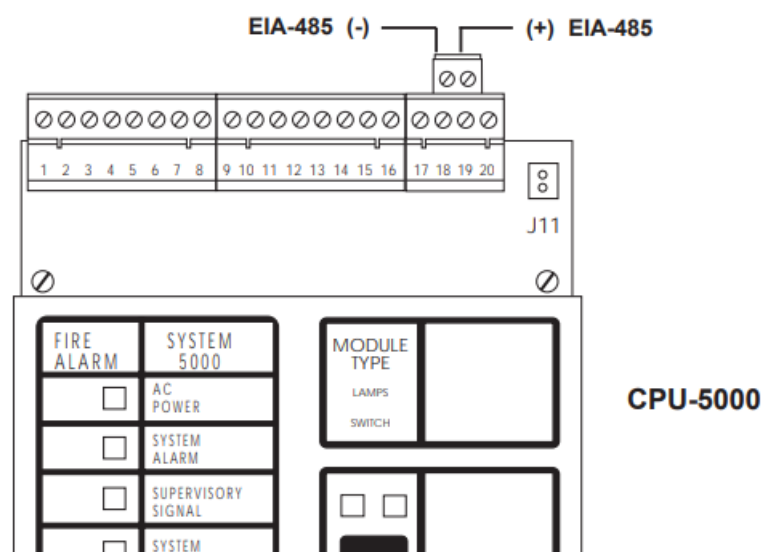 EIA-485 (-)
(+) EIA-485
1 2 3 4 5 6 7 8 9 10 11 12 13 14 15 16 17 18 19 20
J11
FIRE
ALARM
SYSTEM
5000
MODULE
TYPE
LAMPS
SWITCH
AC
POWER
CPU-5000
SYSTEM
ALARM
SUPERVISORY
SIGNAL
SYSTEM